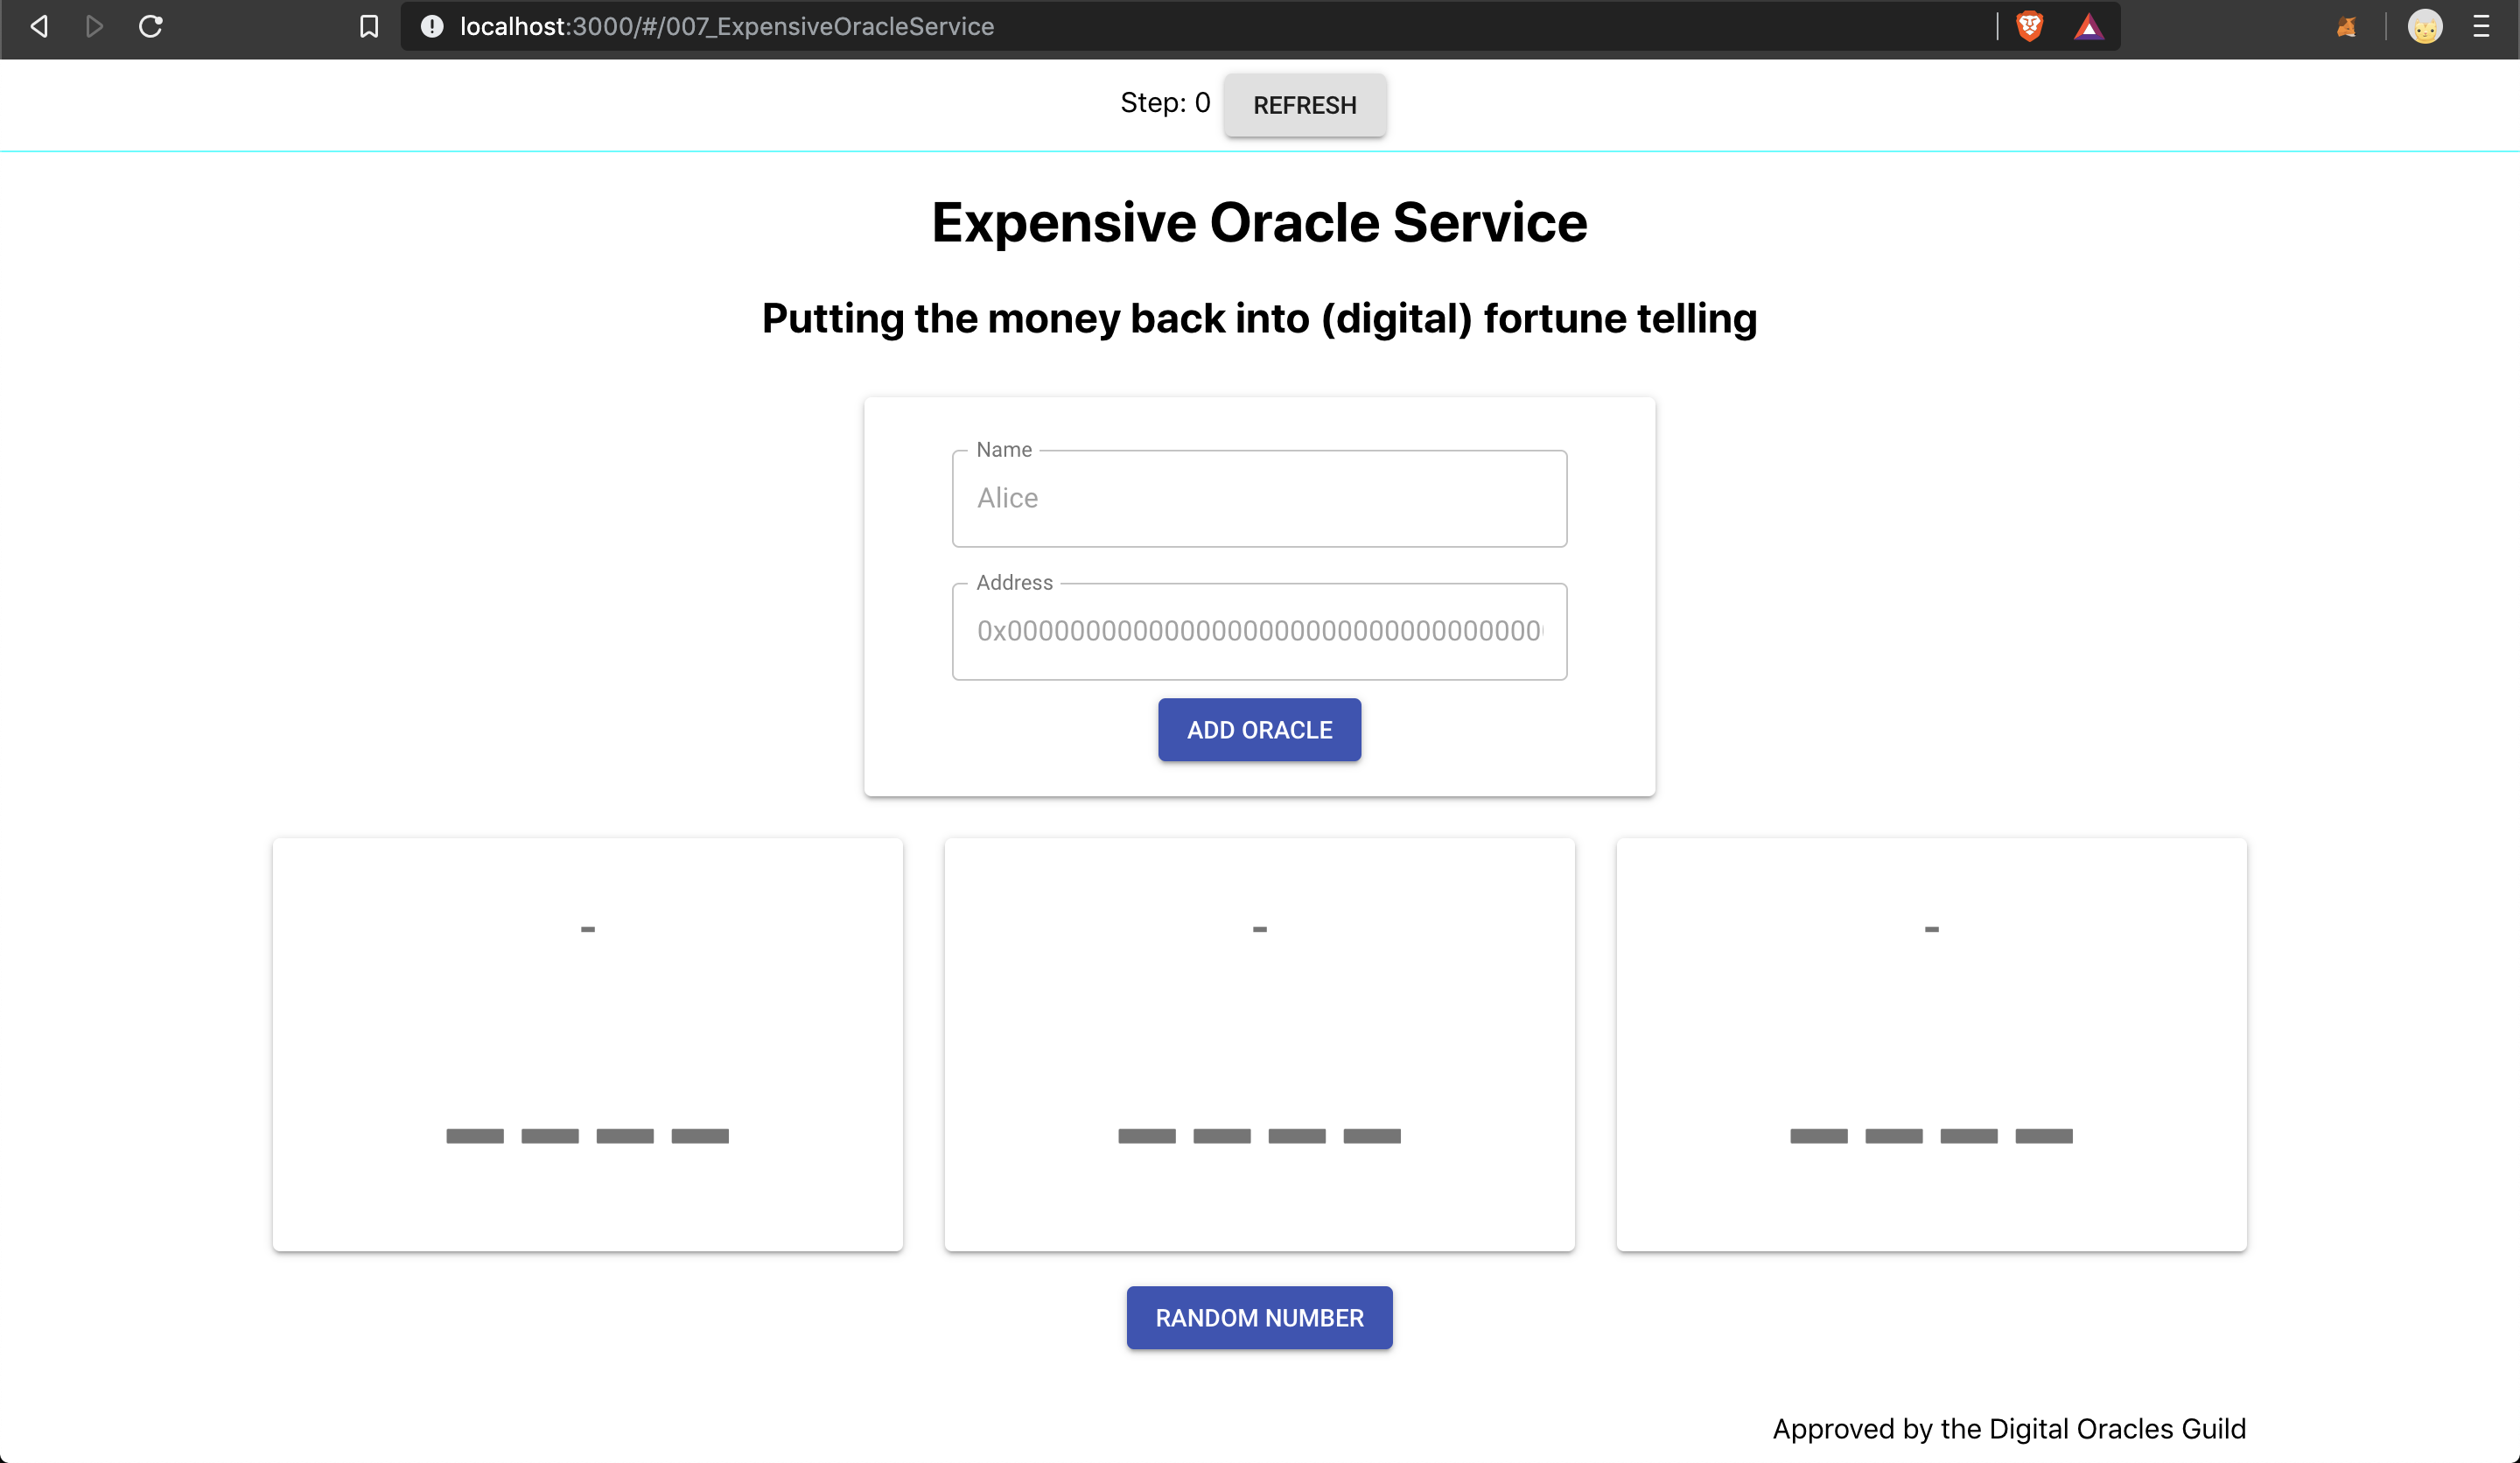 localhost:3000/#/007_ExpensiveOracleService
Step: 0 REFRESH
Expensive Oracle Service
Putting the money back into (digital) fortune telling
Name
Alice
Address
ADD ORACLE
- - -
RANDOM NUMBER
Approved by the Digital Oracles Guild